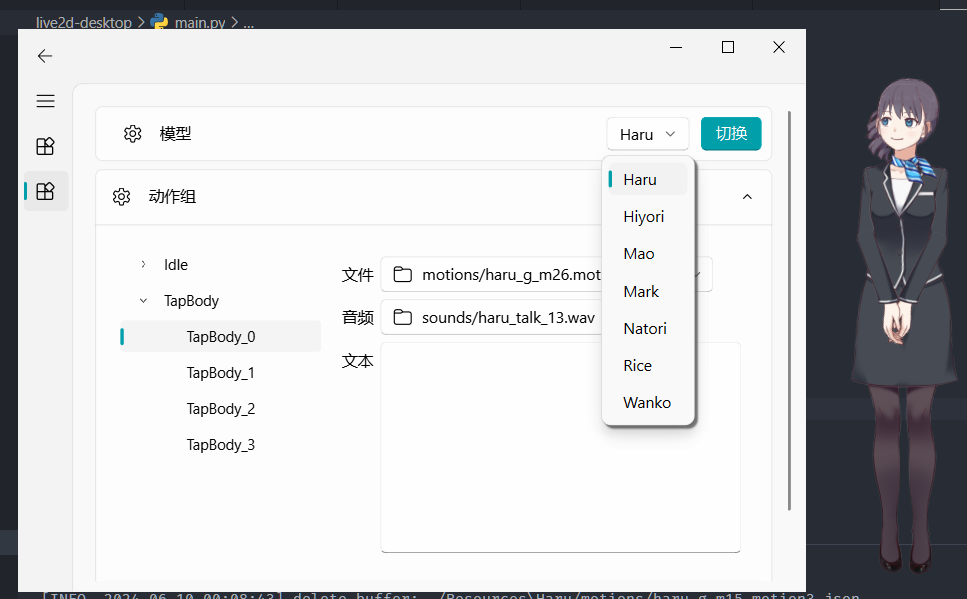 live2d-desktop > main.py > ...
模型
Haru
切换
Haru
Hiyori
Mao
Mark
Natori
Rice
Wanko
动作组
Idle
TapBody
TapBody_0
TapBody_1
TapBody_2
TapBody_3
文件
motions/haru_g_m26.mot
音频
sounds/haru_talk_13.wav
文本
[INFO 2024-06-10 00:08:43] delete buffer: ./Resources\Haru/motions/haru_g_m15.motion3.json